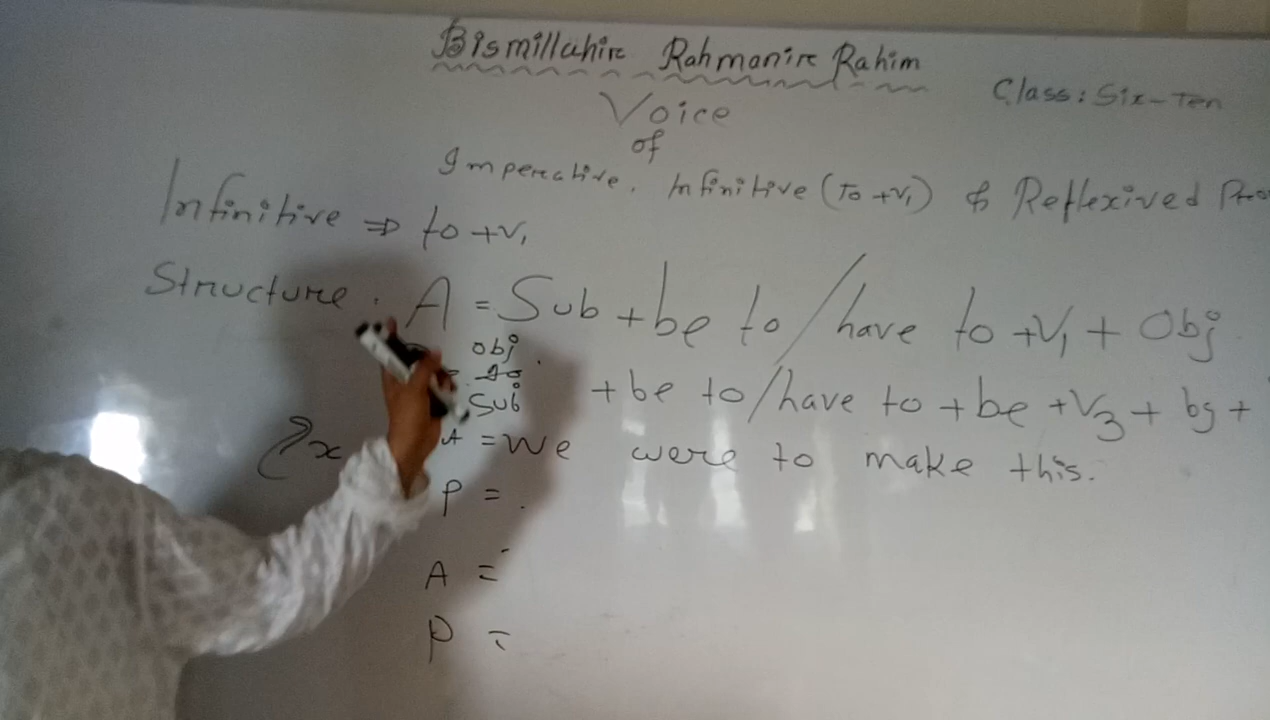 Bismillahir Rahmanir Rahim
Class: Six-Ten
Voice
of
Imperative. Infinitive (To +V1) & Reflexived Pro
Infinitive ⇒ to +V1
Structure. A = Sub + be to / have to + V1 + Obj
obj
Sub + be to / have to + be + V3 + by +
Ex A = We were to make this.
P =
A =
P =